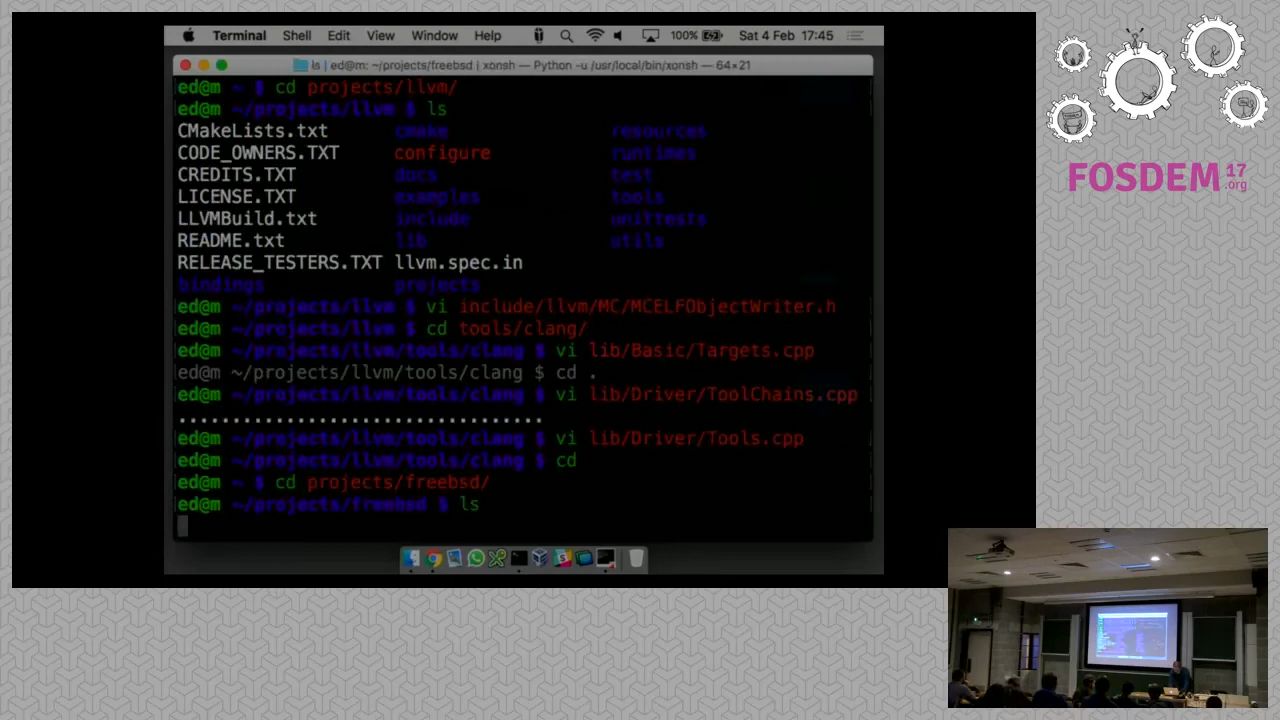 Terminal Shell Edit View Window Help 100% Sat 4 Feb 17:45
ls | ed@m: ~/projects/freebsd | xonsh — Python -u /usr/local/bin/xonsh — 64×21
ed@m ~ $ cd projects/llvm/
ed@m ~/projects/llvm $ ls
CMakeLists.txt cmake resources
CODE_OWNERS.TXT configure runtimes
CREDITS.TXT docs test
LICENSE.TXT examples tools
LLVMBuild.txt include unittests
README.txt lib utils
RELEASE_TESTERS.TXT llvm.spec.in
bindings projects
ed@m ~/projects/llvm $ vi include/llvm/MC/MCELFObjectWriter.h
ed@m ~/projects/llvm $ cd tools/clang/
ed@m ~/projects/llvm/tools/clang $ vi lib/Basic/Targets.cpp
ed@m ~/projects/llvm/tools/clang $ cd .
ed@m ~/projects/llvm/tools/clang $ vi lib/Driver/ToolChains.cpp
..................................
ed@m ~/projects/llvm/tools/clang $ vi lib/Driver/Tools.cpp
ed@m ~/projects/llvm/tools/clang $ cd
ed@m ~ $ cd projects/freebsd/
ed@m ~/projects/freebsd $ ls
FOSDEM 17
.org